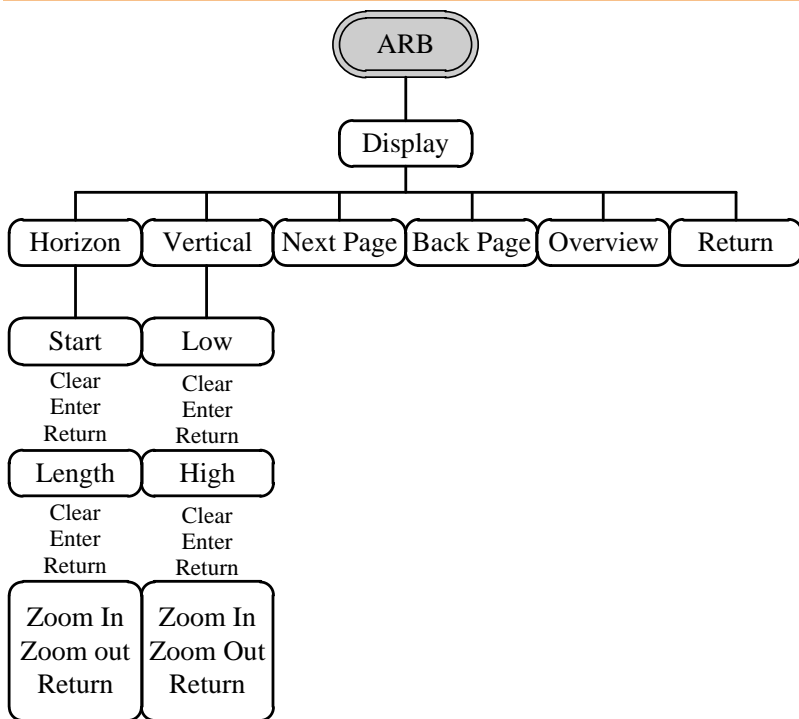 ARB
Display
Horizon
Vertical
Next Page
Back Page
Overview
Return
Start
Clear
Enter
Return
Length
Clear
Enter
Return
Zoom In
Zoom out
Return
Low
Clear
Enter
Return
High
Clear
Enter
Return
Zoom In
Zoom Out
Return